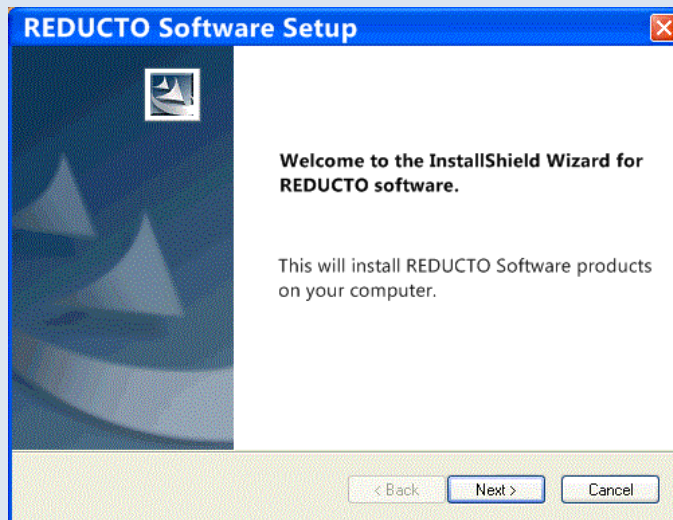 REDUCTO Software Setup
Welcome to the InstallShield Wizard for
REDUCTO software.
This will install REDUCTO Software products
on your computer.
< Back
Next >
Cancel